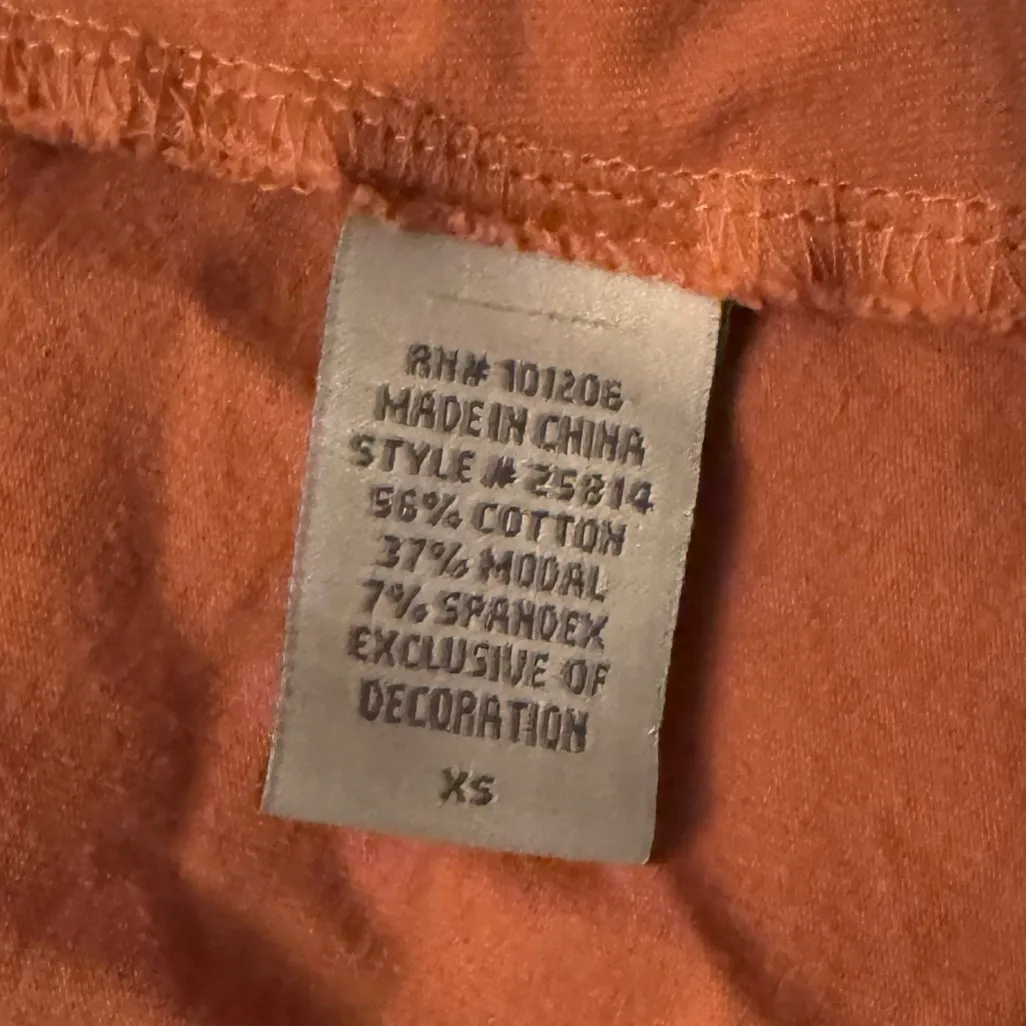 RN# 101206
MADE IN CHINA
STYLE # 25814
56% COTTON
37% MODAL
7% SPANDEX
EXCLUSIVE OF
DECORATION
XS